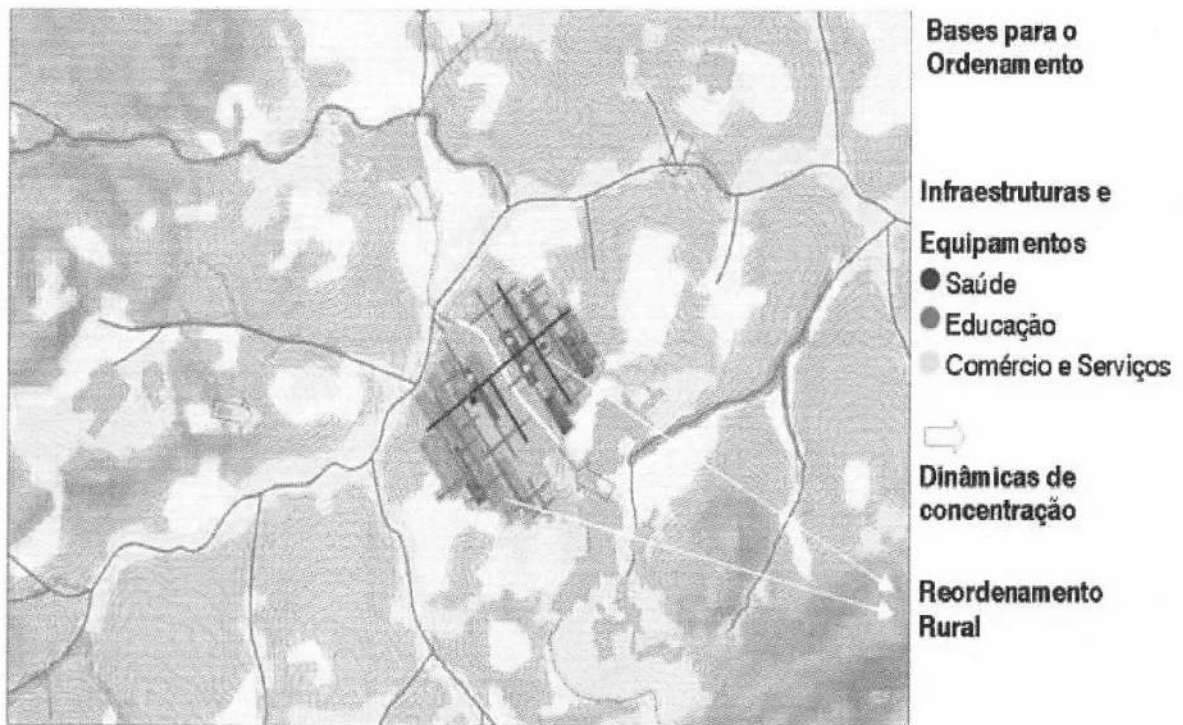 Bases para o
Ordenamento
Infraestruturas e
Equipamentos
Saúde
Educação
Comércio e Serviços
Dinâmicas de
concentração
Reordenamento
Rural